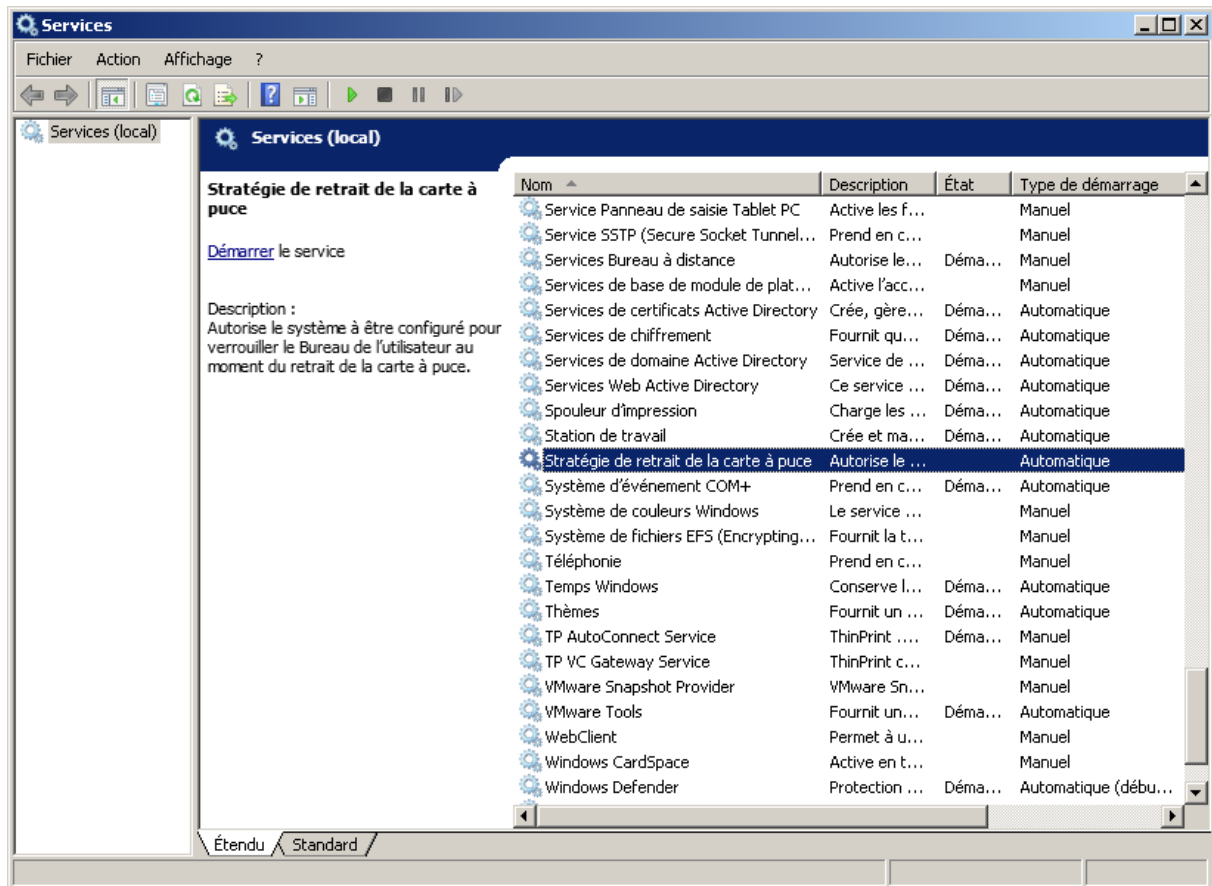 Services
Fichier Action Affichage ?
Services (local)
Services (local)
Stratégie de retrait de la carte à
puce
Démarrer le service
Description :
Autorise le système à être configuré pour
verrouiller le Bureau de l'utilisateur au
moment du retrait de la carte à puce.
Nom Description État Type de démarrage
Service Panneau de saisie Tablet PC Active les f... Manuel
Service SSTP (Secure Socket Tunnel... Prend en c... Manuel
Services Bureau à distance Autorise le... Déma... Manuel
Services de base de module de plat... Active l'acc... Manuel
Services de certificats Active Directory Crée, gère... Déma... Automatique
Services de chiffrement Fournit qu... Déma... Automatique
Services de domaine Active Directory Service de ... Déma... Automatique
Services Web Active Directory Ce service ... Déma... Automatique
Spouleur d'impression Charge les ... Déma... Automatique
Station de travail Crée et ma... Déma... Automatique
Stratégie de retrait de la carte à puce Autorise le ... Automatique
Système d'événement COM+ Prend en c... Déma... Automatique
Système de couleurs Windows Le service ... Manuel
Système de fichiers EFS (Encrypting... Fournit la t... Manuel
Téléphonie Prend en c... Manuel
Temps Windows Conserve l... Déma... Automatique
Thèmes Fournit un ... Déma... Automatique
TP AutoConnect Service ThinPrint .... Déma... Manuel
TP VC Gateway Service ThinPrint c... Manuel
VMware Snapshot Provider VMware Sn... Manuel
VMware Tools Fournit un... Déma... Automatique
WebClient Permet à u... Manuel
Windows CardSpace Active en t... Manuel
Windows Defender Protection ... Déma... Automatique (débu...
Étendu Standard